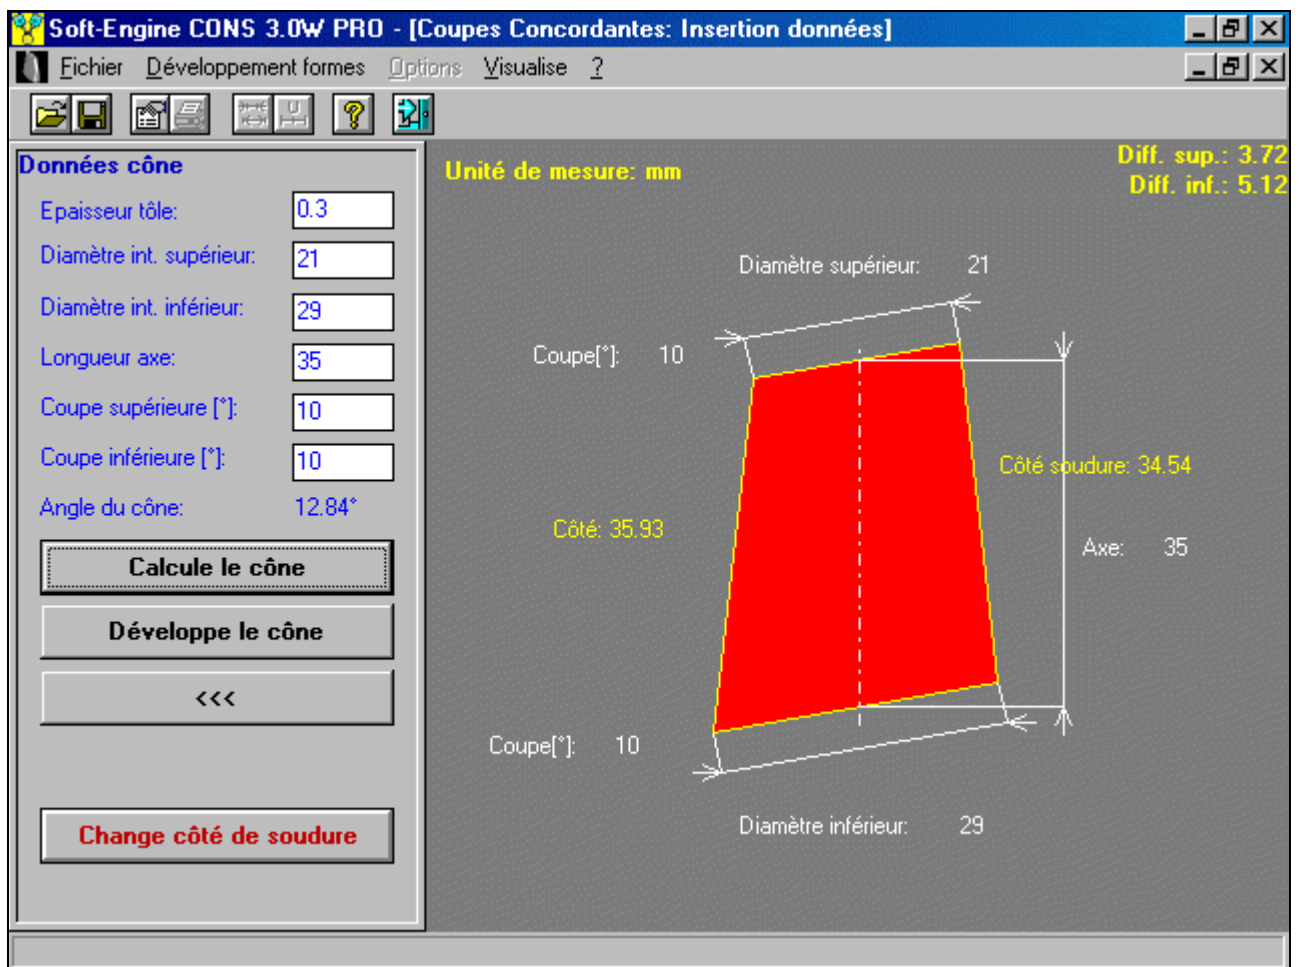 Soft-Engine CONS 3.0W PRO - [Coupes Concordantes: Insertion données]
Fichier Développement formes Options Visualise ?
Données cône
Epaisseur tôle: 0.3
Diamètre int. supérieur: 21
Diamètre int. inférieur: 29
Longueur axe: 35
Coupe supérieure [°]: 10
Coupe inférieure [°]: 10
Angle du cône: 12.84°
Calcule le cône
Développe le cône
<<<
Change côté de soudure
Unité de mesure: mm
Diff. sup.: 3.72
Diff. inf.: 5.12
Diamètre supérieur: 21
Coupe[°]: 10
Côté soudure: 34.54
Côté: 35.93
Axe: 35
Coupe[°]: 10
Diamètre inférieur: 29